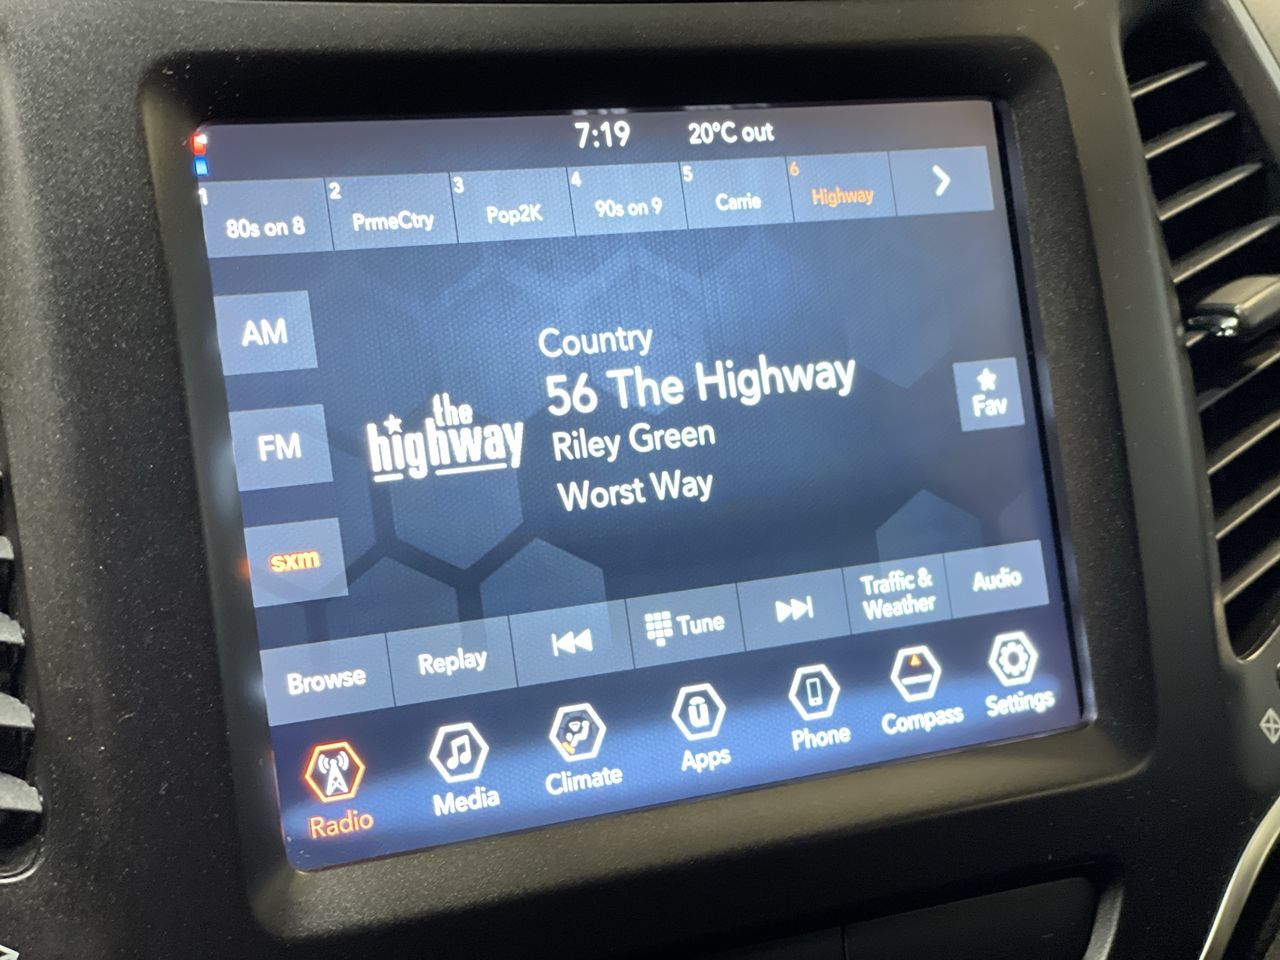 7:19 20°C out
1 80s on 8
2 PrmeCtry
3 Pop2K
4 90s on 9
5 Carrie
6 Highway
AM
FM
sxm
the
highway
Country
56 The Highway
Riley Green
Worst Way
Fav
Browse
Replay
Tune
Traffic &
Weather
Audio
Radio
Media
Climate
Apps
Phone
Compass
Settings